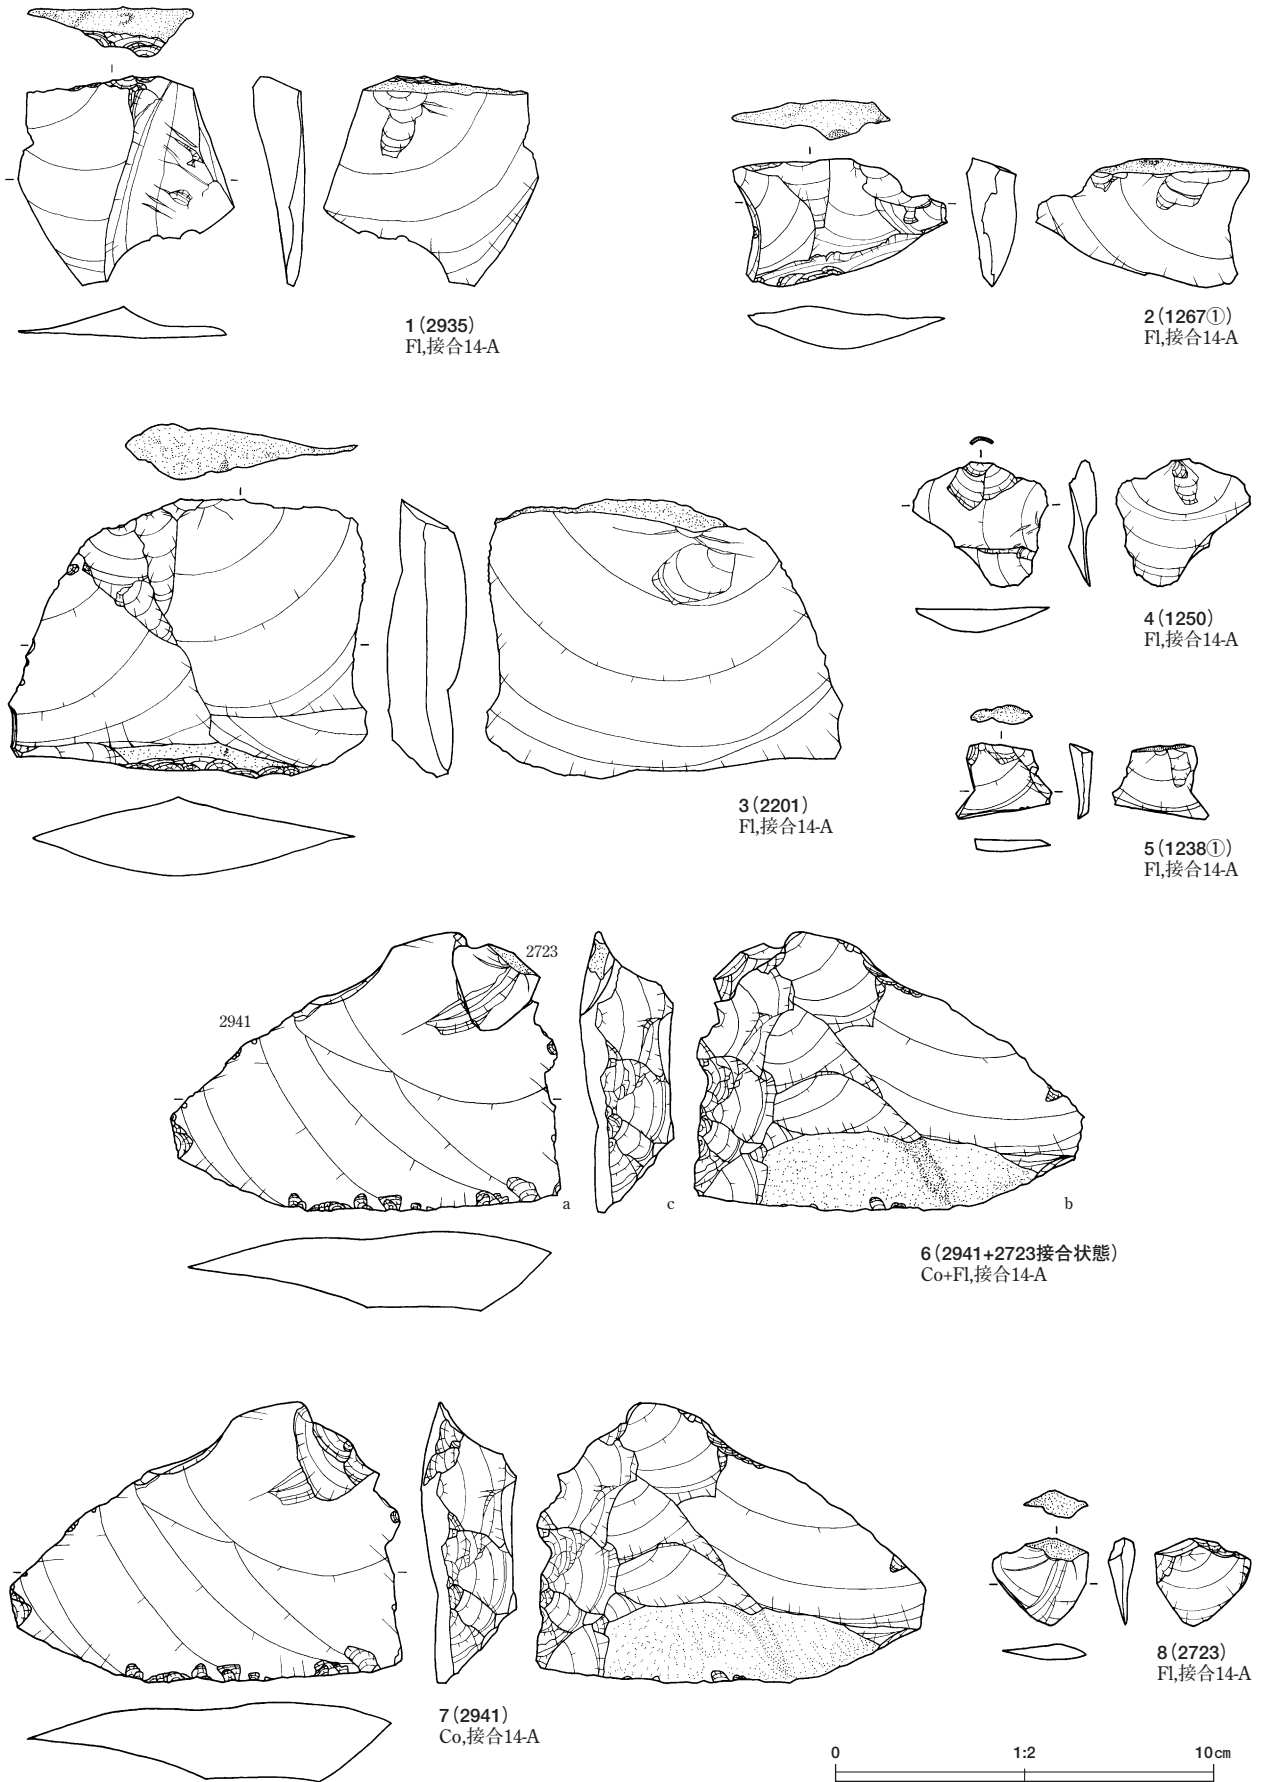 1（2935）
Fl,接合14-A
2（1267①）
Fl,接合14-A
3（2201）
Fl,接合14-A
4（1250）
Fl,接合14-A
5（1238①）
Fl,接合14-A
2723
2941
a
c
b
6（2941+2723接合状態）
Co+Fl,接合14-A
7（2941）
Co,接合14-A
8（2723）
Fl,接合14-A
0 1:2 10cm